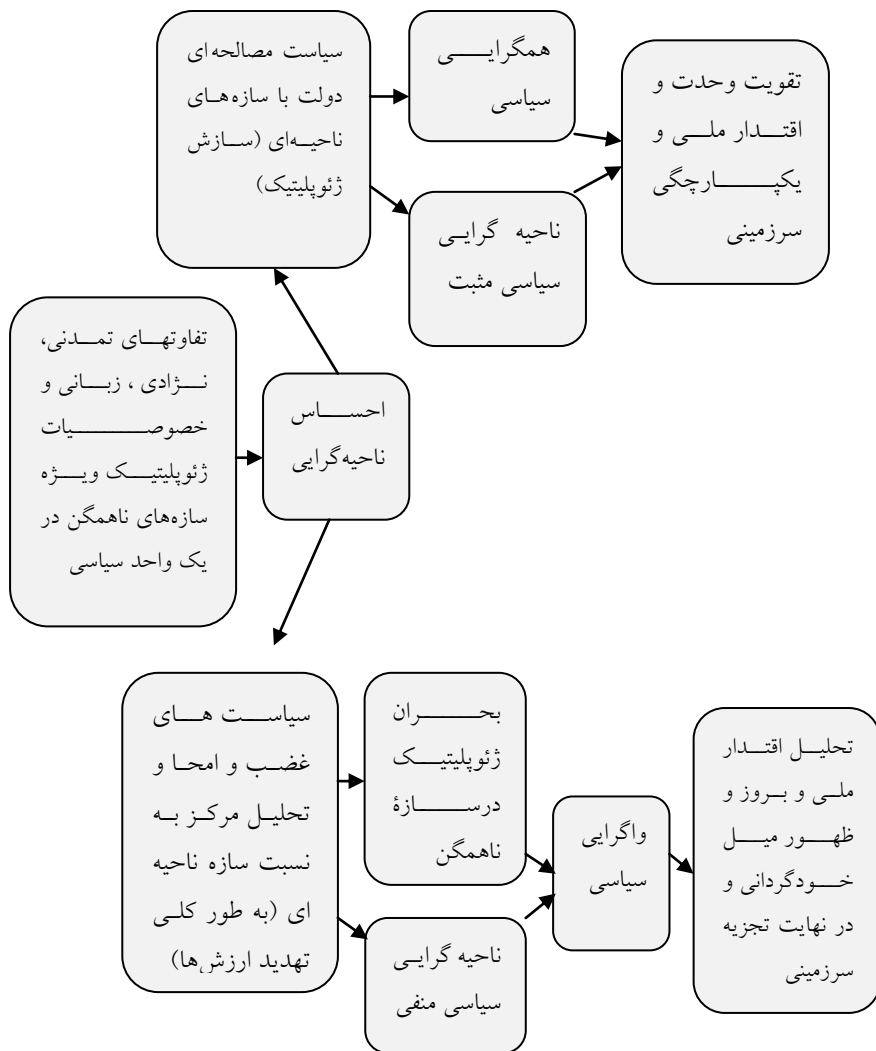 سیاست مصالحه‌ای
دولت با سازه‌های
ناحیه‌ای (سازش
ژئوپلیتیک)
همگرایی
سیاسی
تقویت وحدت و
اقتدار ملی و
یکپارچگی
سرزمینی
ناحیه گرایی
سیاسی مثبت
تفاوتهای تمدنی،
نژادی ، زبانی و
خصوصیات
ژئوپلیتیک ویژه
سازه‌های ناهمگن در
یک واحد سیاسی
احساس
ناحیه‌گرایی
سیاست های
غضب و امحا و
تحلیل مرکز به
نسبت سازه ناحیه
ای (به طور کلی
تهدید ارزش‌ها)
بحران
ژئوپلیتیک
درسازۀ
ناهمگن
ناحیه گرایی
سیاسی منفی
واگرایی
سیاسی
تحلیل اقتدار
ملی و بروز و
ظهور میل
خودگردانی و
در نهایت تجزیه
سرزمینی